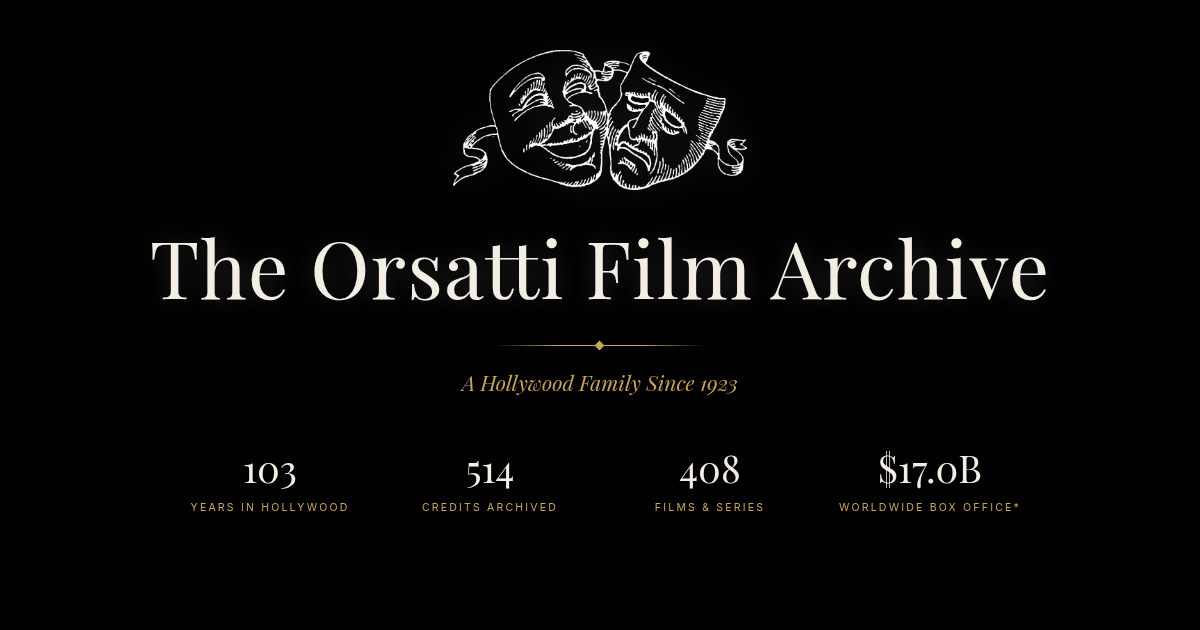 The Orsatti Film Archive
A Hollywood Family Since 1923
103 514 408 $17.0B
YEARS IN HOLLYWOOD CREDITS ARCHIVED FILMS & SERIES WORLDWIDE BOX OFFICE*